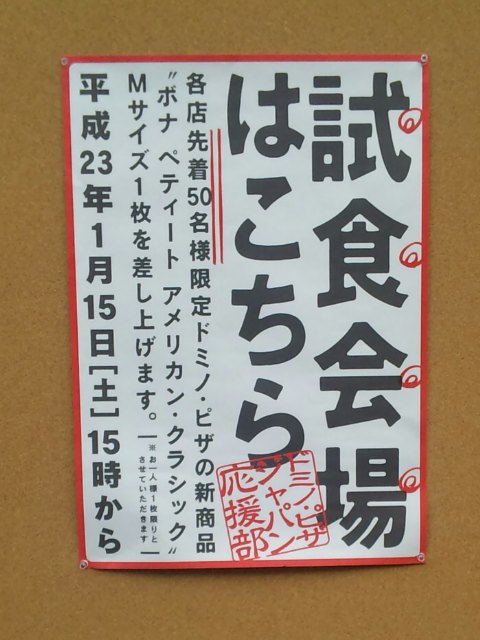 試食会場
はこちら
ドミノ・ピザ
ジャパン
応援部
各店先着50名様限定ドミノ・ピザの新商品
“ボナ ペティート アメリカン・クラシック”
Mサイズ1枚を差し上げます。
※お一人様1枚限りと
させていただきます
平成23年1月15日[土]15時から